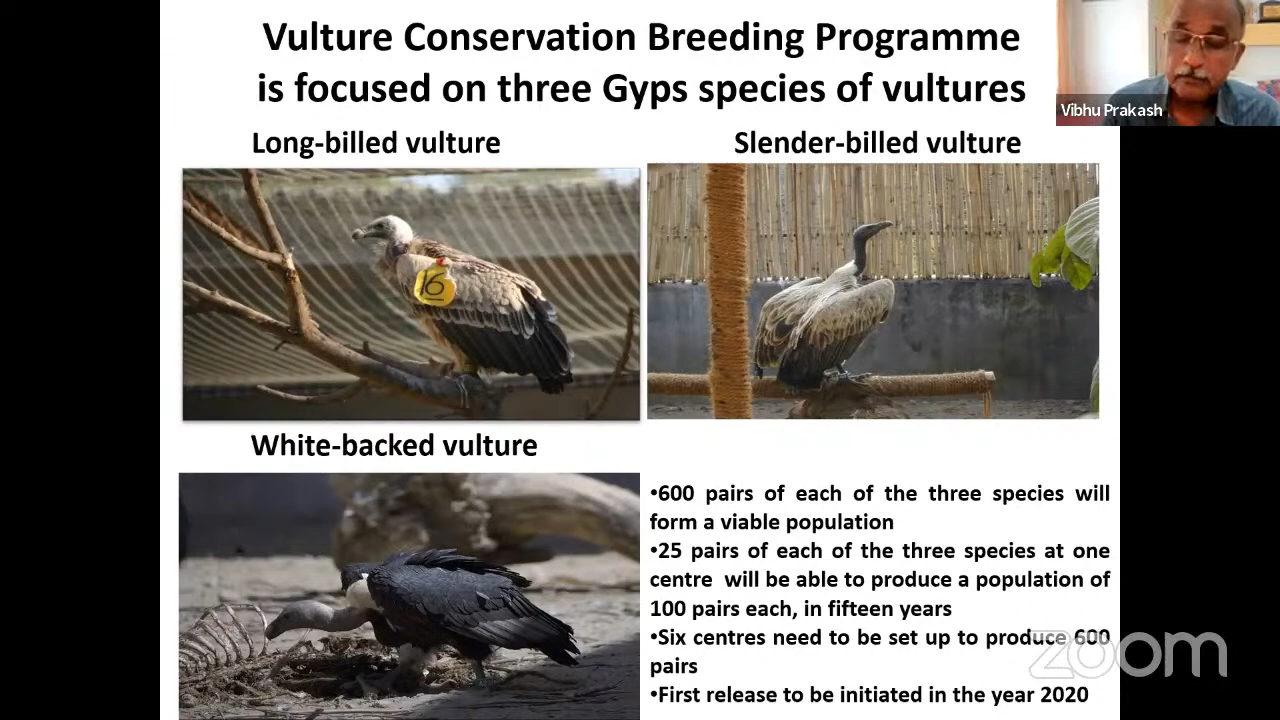 Vulture Conservation Breeding Programme
is focused on three Gyps species of vultures
Vibhu Prakash
Long-billed vulture
Slender-billed vulture
16
White-backed vulture
•600 pairs of each of the three species will
form a viable population
•25 pairs of each of the three species at one
centre will be able to produce a population of
100 pairs each, in fifteen years
•Six centres need to be set up to produce 600
pairs
•First release to be initiated in the year 2020
zoom